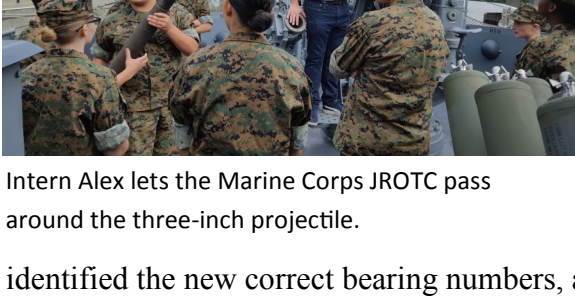 Intern Alex lets the Marine Corps JROTC pass
around the three-inch projectile.
identified the new correct bearing numbers,